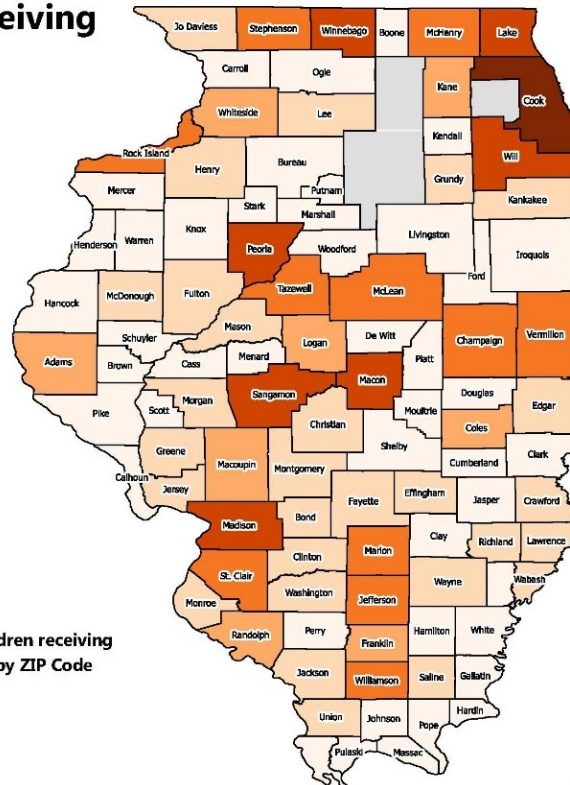 eiving
Jo Daviess
Stephenson
Winnebago
Boone
McHenry
Lake
Carroll
Ogle
Kane
Cook
Whiteside
Lee
Kendall
Will
Rock Island
Henry
Bureau
Grundy
Kankakee
Mercer
Putnam
Stark
Marshall
Livingston
Iroquois
Henderson
Warren
Knox
Peoria
Woodford
Ford
Hancock
McDonough
Fulton
Tazewell
McLean
Mason
Logan
De Witt
Champaign
Vermilion
Schuyler
Adams
Brown
Cass
Menard
Piatt
Sangamon
Macon
Douglas
Pike
Scott
Morgan
Christian
Moultrie
Coles
Edgar
Shelby
Greene
Macoupin
Montgomery
Cumberland
Clark
Calhoun
Jersey
Fayette
Effingham
Jasper
Crawford
Madison
Bond
Clay
Richland
Lawrence
Marion
Clinton
St. Clair
Wayne
Wabash
Washington
Monroe
Jefferson
Randolph
Perry
Hamilton
White
Franklin
dren receiving
by ZIP Code
Jackson
Williamson
Saline
Gallatin
Union
Johnson
Pope
Hardin
Pulaski
Massac